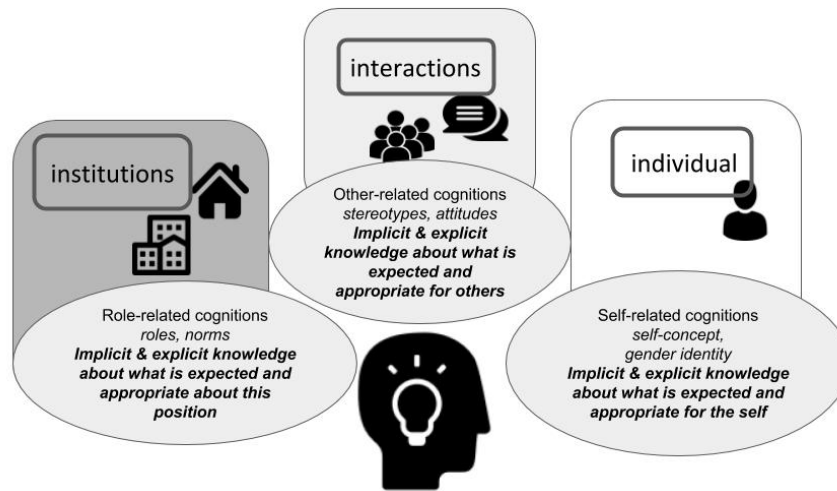 interactions
institutions
individual
Other-related cognitions
stereotypes, attitudes
Implicit & explicit
knowledge about what is
expected and
appropriate for others
Role-related cognitions
roles, norms
Implicit & explicit knowledge
about what is expected and
appropriate about this
position
Self-related cognitions
self-concept,
gender identity
Implicit & explicit knowledge
about what is expected and
appropriate for the self